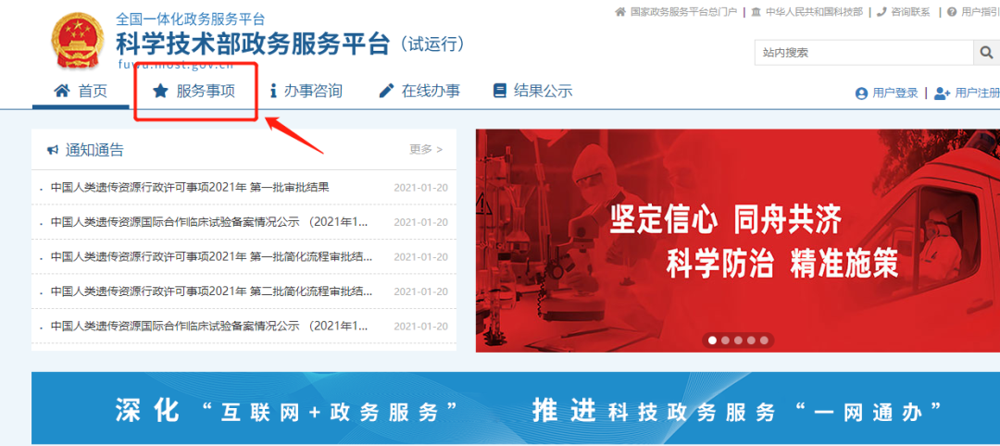 国家政务服务平台总门户 | 中华人民共和国科技部 | 咨询联系 | 用户指引
全国一体化政务服务平台
科学技术部政务服务平台（试运行）
fuwu.most.gov.cn
站内搜索
首页 服务事项 办事咨询 在线办事 结果公示
用户登录 | 用户注册
通知通告 更多 >
中国人类遗传资源行政许可事项2021年 第一批审批结果 2021-01-20
中国人类遗传资源国际合作临床试验备案情况公示 （2021年1... 2021-01-20
中国人类遗传资源行政许可事项2021年 第一批简化流程审批结... 2021-01-20
中国人类遗传资源行政许可事项2021年 第二批简化流程审批结... 2021-01-20
中国人类遗传资源国际合作临床试验备案情况公示 （2021年1... 2021-01-20
坚定信心 同舟共济
科学防治 精准施策
深化“互联网+政务服务” 推进科技政务服务“一网通办”